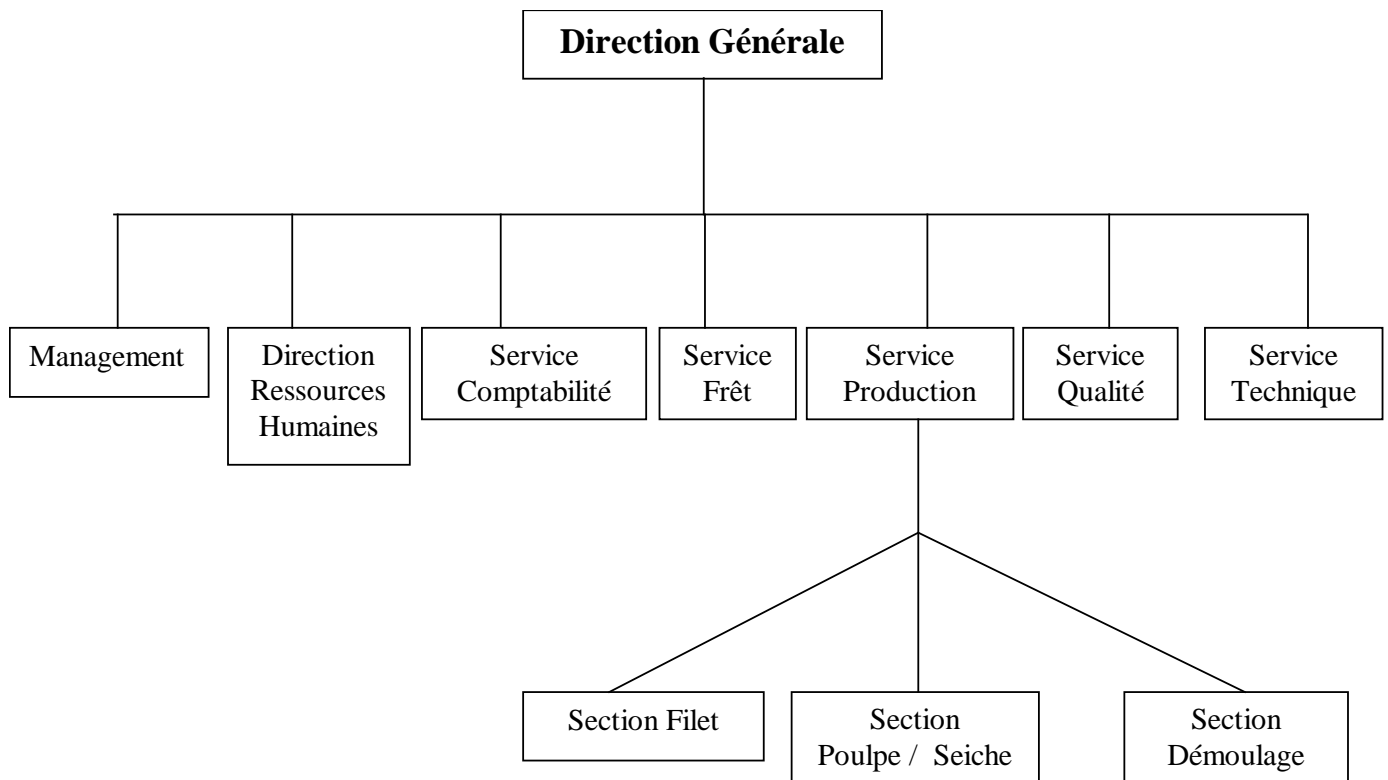 Direction Générale
Management
Direction
Ressources
Humaines
Service
Comptabilité
Service
Frêt
Service
Production
Service
Qualité
Service
Technique
Section Filet
Section
Poulpe / Seiche
Section
Démoulage